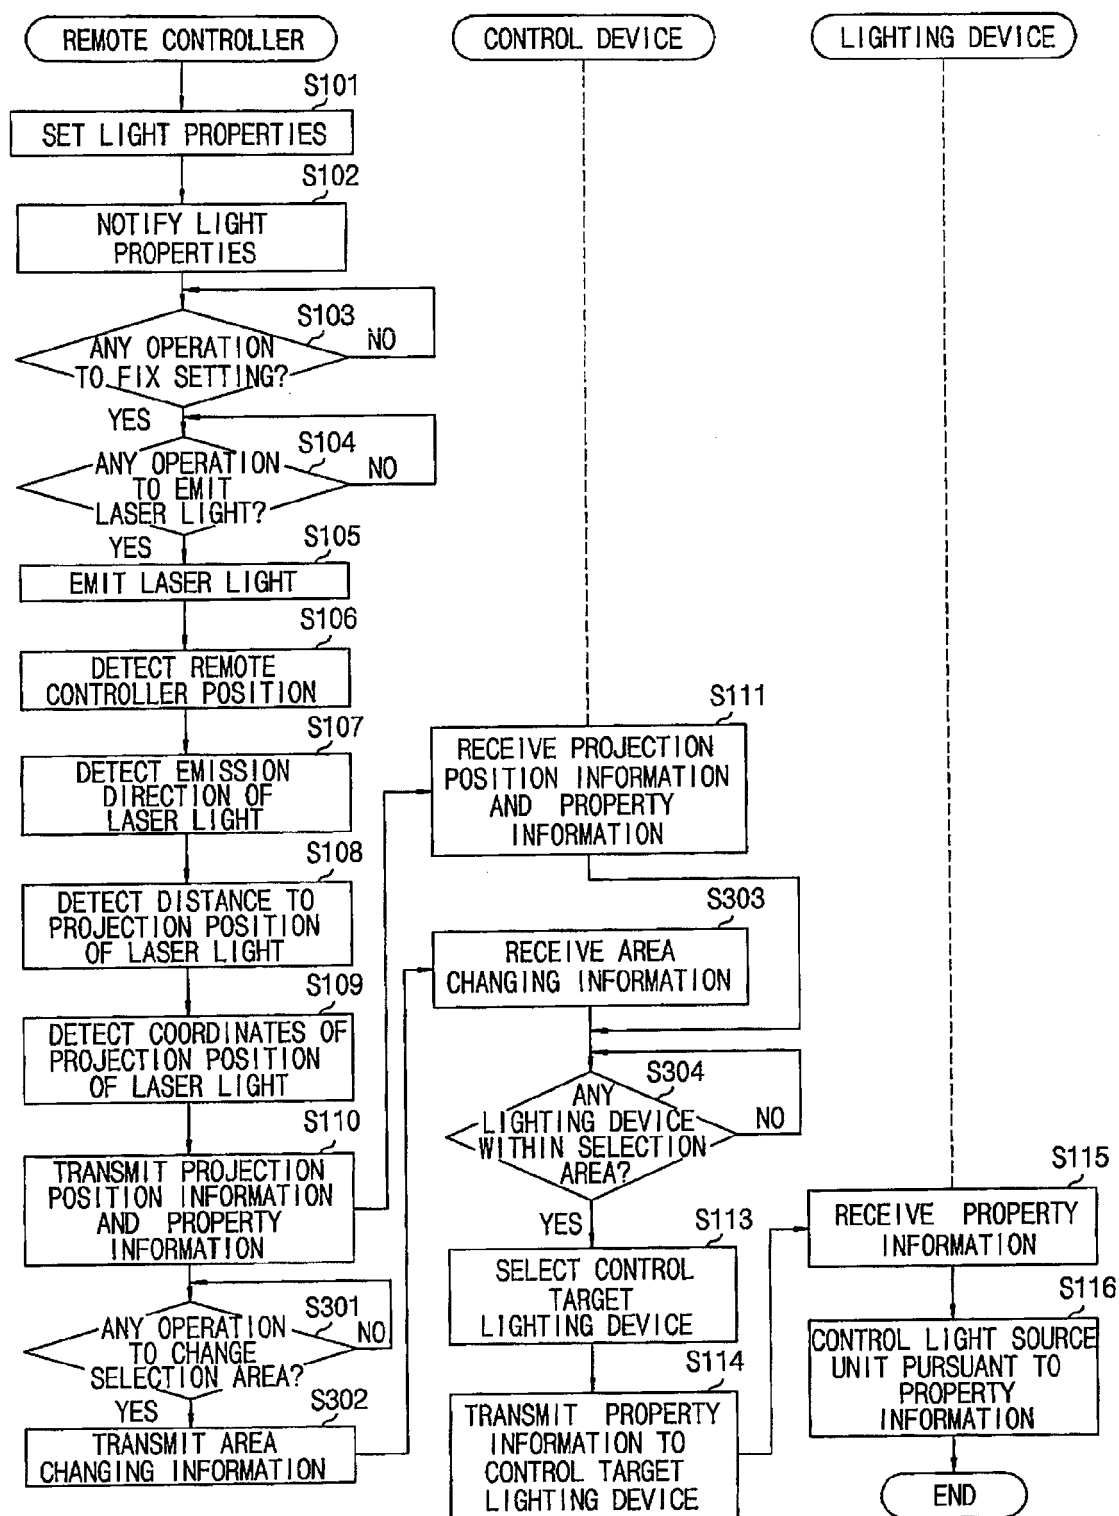 REMOTE CONTROLLER
S101
SET LIGHT PROPERTIES
S102
NOTIFY LIGHT
PROPERTIES
S103
NO
ANY OPERATION
TO FIX SETTING?
YES
S104
NO
ANY OPERATION
TO EMIT
LASER LIGHT?
YES
S105
EMIT LASER LIGHT
S106
DETECT REMOTE
CONTROLLER POSITION
S107
DETECT EMISSION
DIRECTION OF
LASER LIGHT
S108
DETECT DISTANCE TO
PROJECTION POSITION
OF LASER LIGHT
S109
DETECT COORDINATES OF
PROJECTION POSITION
OF LASER LIGHT
S110
TRANSMIT PROJECTION
POSITION INFORMATION
AND PROPERTY
INFORMATION
S301
NO
ANY OPERATION
TO CHANGE
SELECTION AREA?
YES
S302
TRANSMIT AREA
CHANGING INFORMATION
CONTROL DEVICE
S111
RECEIVE PROJECTION
POSITION INFORMATION
AND PROPERTY
INFORMATION
S303
RECEIVE AREA
CHANGING INFORMATION
S304
NO
ANY
LIGHTING DEVICE
WITHIN SELECTION
AREA?
YES
S113
SELECT CONTROL
TARGET
LIGHTING DEVICE
S114
TRANSMIT PROPERTY
INFORMATION TO
CONTROL TARGET
LIGHTING DEVICE
LIGHTING DEVICE
S115
RECEIVE PROPERTY
INFORMATION
S116
CONTROL LIGHT SOURCE
UNIT PURSUANT TO
PROPERTY
INFORMATION
END